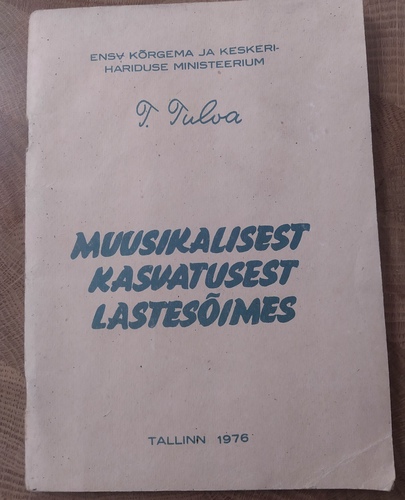 ENSV KÕRGEMA JA KESKERI-
HARIDUSE MINISTEERIUM
T. Tulva
MUUSIKALISEST
KASVATUSEST
LASTESÕIMES
TALLINN 1976